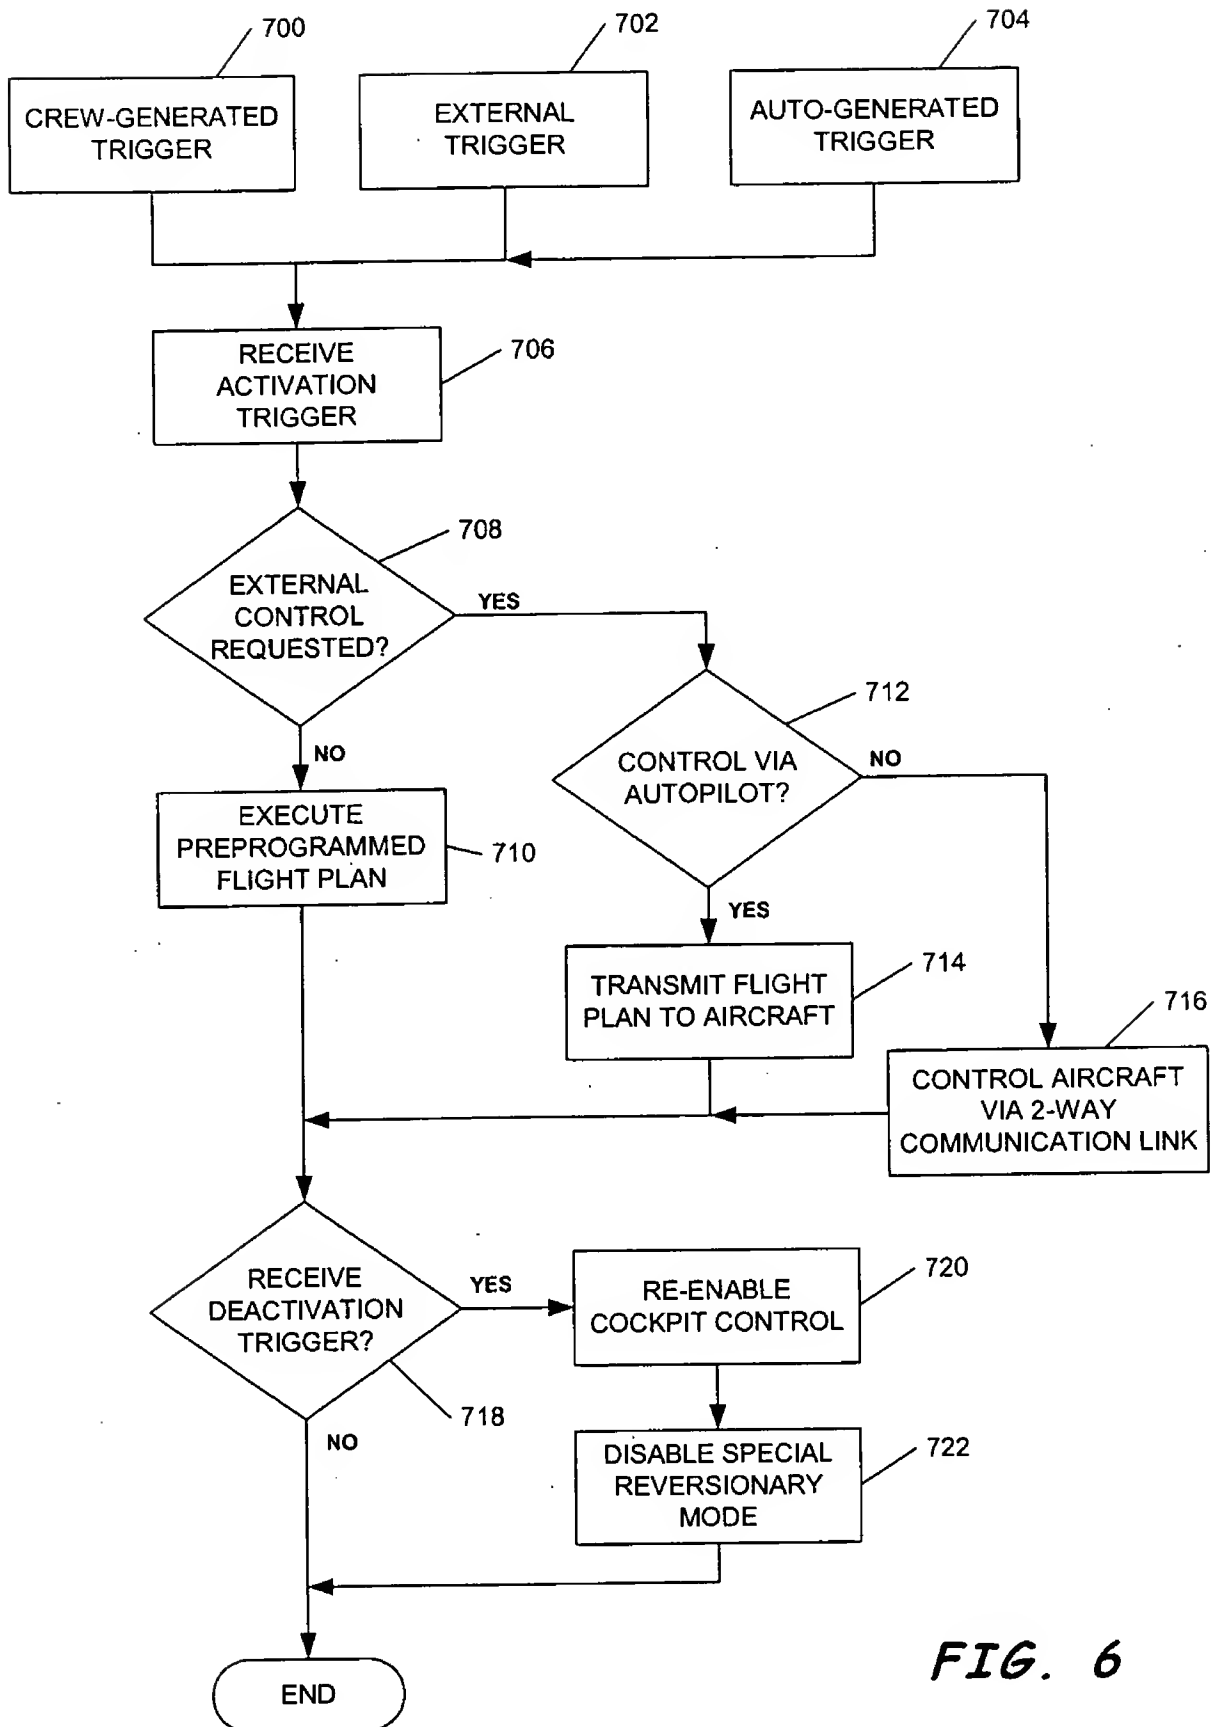 700
702
704
CREW-GENERATED
TRIGGER
EXTERNAL
TRIGGER
AUTO-GENERATED
TRIGGER
RECEIVE
ACTIVATION
TRIGGER
706
708
EXTERNAL
CONTROL
REQUESTED?
YES
NO
712
CONTROL VIA
AUTOPILOT?
NO
EXECUTE
PREPROGRAMMED
FLIGHT PLAN
710
YES
TRANSMIT FLIGHT
PLAN TO AIRCRAFT
714
716
CONTROL AIRCRAFT
VIA 2-WAY
COMMUNICATION LINK
RECEIVE
DEACTIVATION
TRIGGER?
YES
718
NO
RE-ENABLE
COCKPIT CONTROL
720
DISABLE SPECIAL
REVERSIONARY
MODE
722
END
FIG. 6